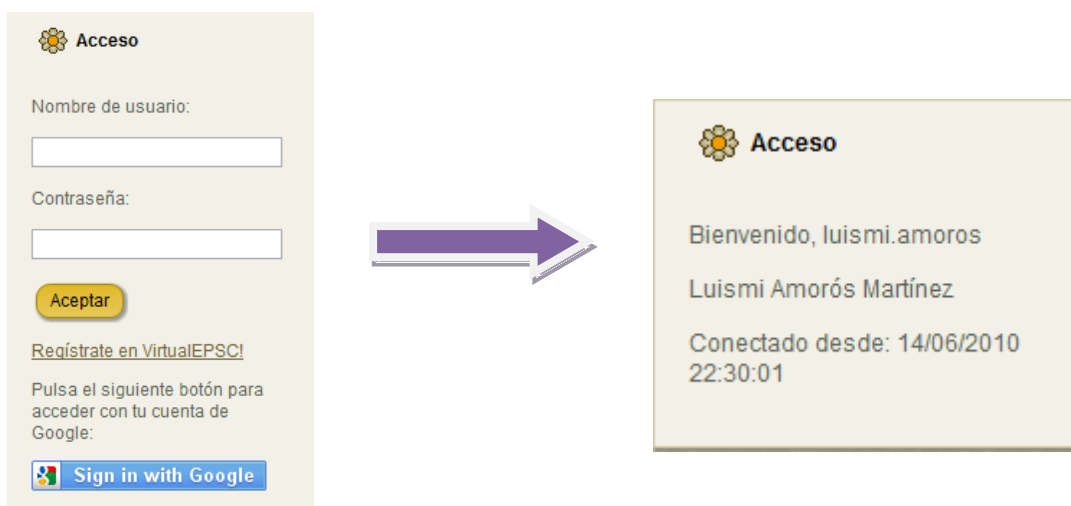 Acceso
Nombre de usuario:
Contraseña:
Aceptar
Regístrate en VirtualEPSC!
Pulsa el siguiente botón para
acceder con tu cuenta de
Google:
Sign in with Google
Acceso
Bienvenido, luismi.amoros
Luismi Amorós Martínez
Conectado desde: 14/06/2010
22:30:01